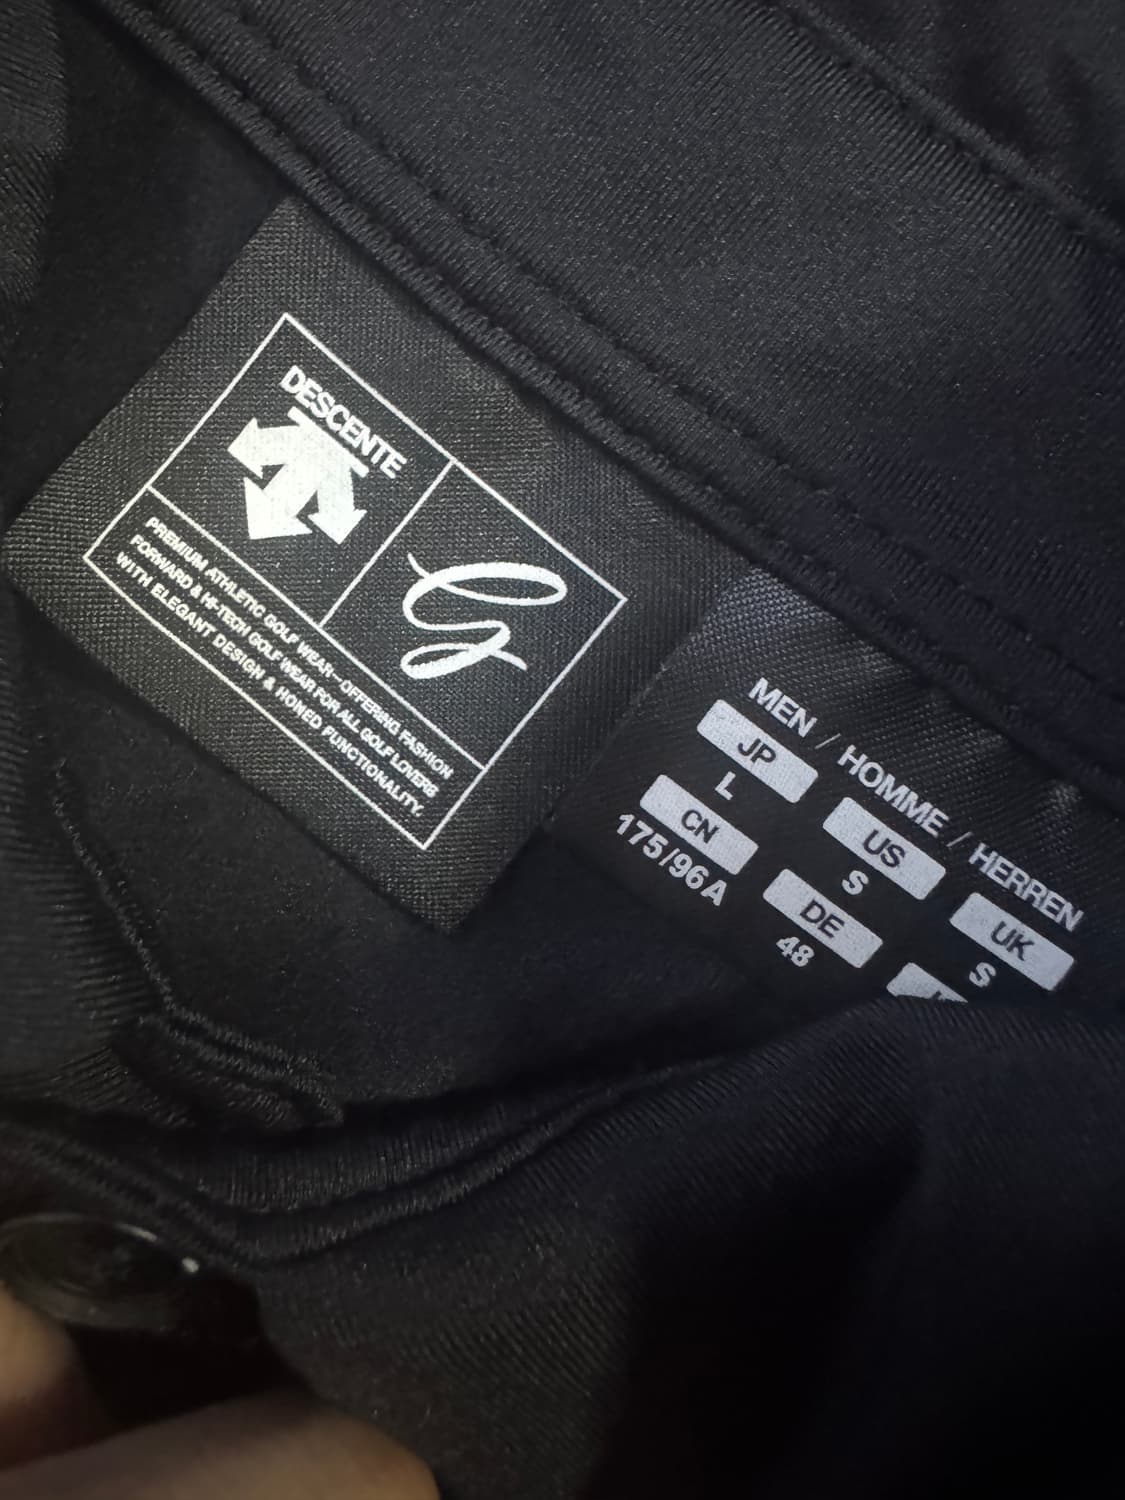 DESCENTE
G
PREMIUM ATHLETIC GOLF WEAR—OFFERING FASHION
FORWARD & HI-TECH GOLF WEAR FOR ALL GOLF LOVERS
WITH ELEGANT DESIGN & HONED FUNCTIONALITY.
MEN / HOMME / HERREN
JP US UK
L S S
CN DE
175/96A 48